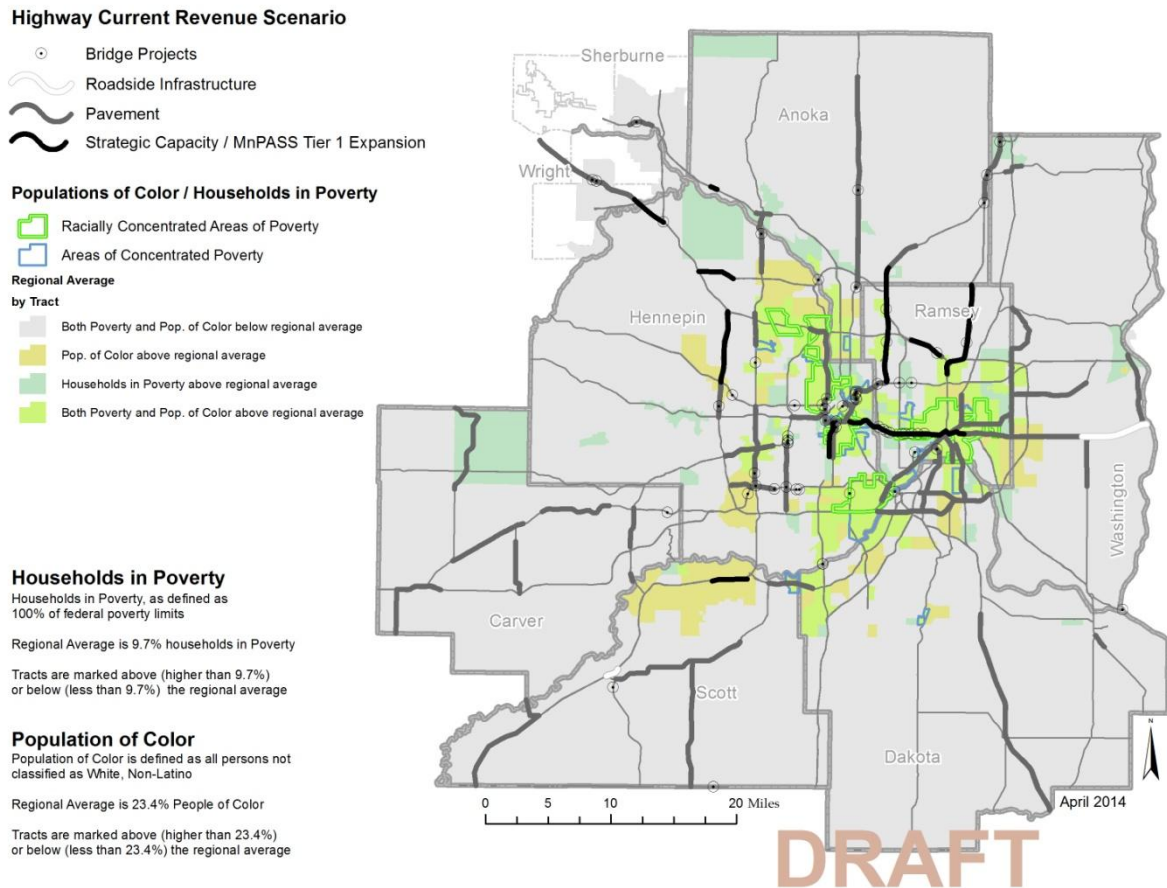 Highway Current Revenue Scenario
Bridge Projects
Roadside Infrastructure
Pavement
Strategic Capacity / MnPASS Tier 1 Expansion
Populations of Color / Households in Poverty
Racially Concentrated Areas of Poverty
Areas of Concentrated Poverty
Regional Average
by Tract
Both Poverty and Pop. of Color below regional average
Pop. of Color above regional average
Households in Poverty above regional average
Both Poverty and Pop. of Color above regional average
Households in Poverty
Households in Poverty, as defined as
100% of federal poverty limits
Regional Average is 9.7% households in Poverty
Tracts are marked above (higher than 9.7%)
or below (less than 9.7%) the regional average
Population of Color
Population of Color is defined as all persons not
classified as White, Non-Latino
Regional Average is 23.4% People of Color
Tracts are marked above (higher than 23.4%)
or below (less than 23.4%) the regional average
Sherburne
Anoka
Wright
Hennepin
Ramsey
Washington
Carver
Scott
Dakota
0 5 10 20 Miles
N
April 2014
DRAFT